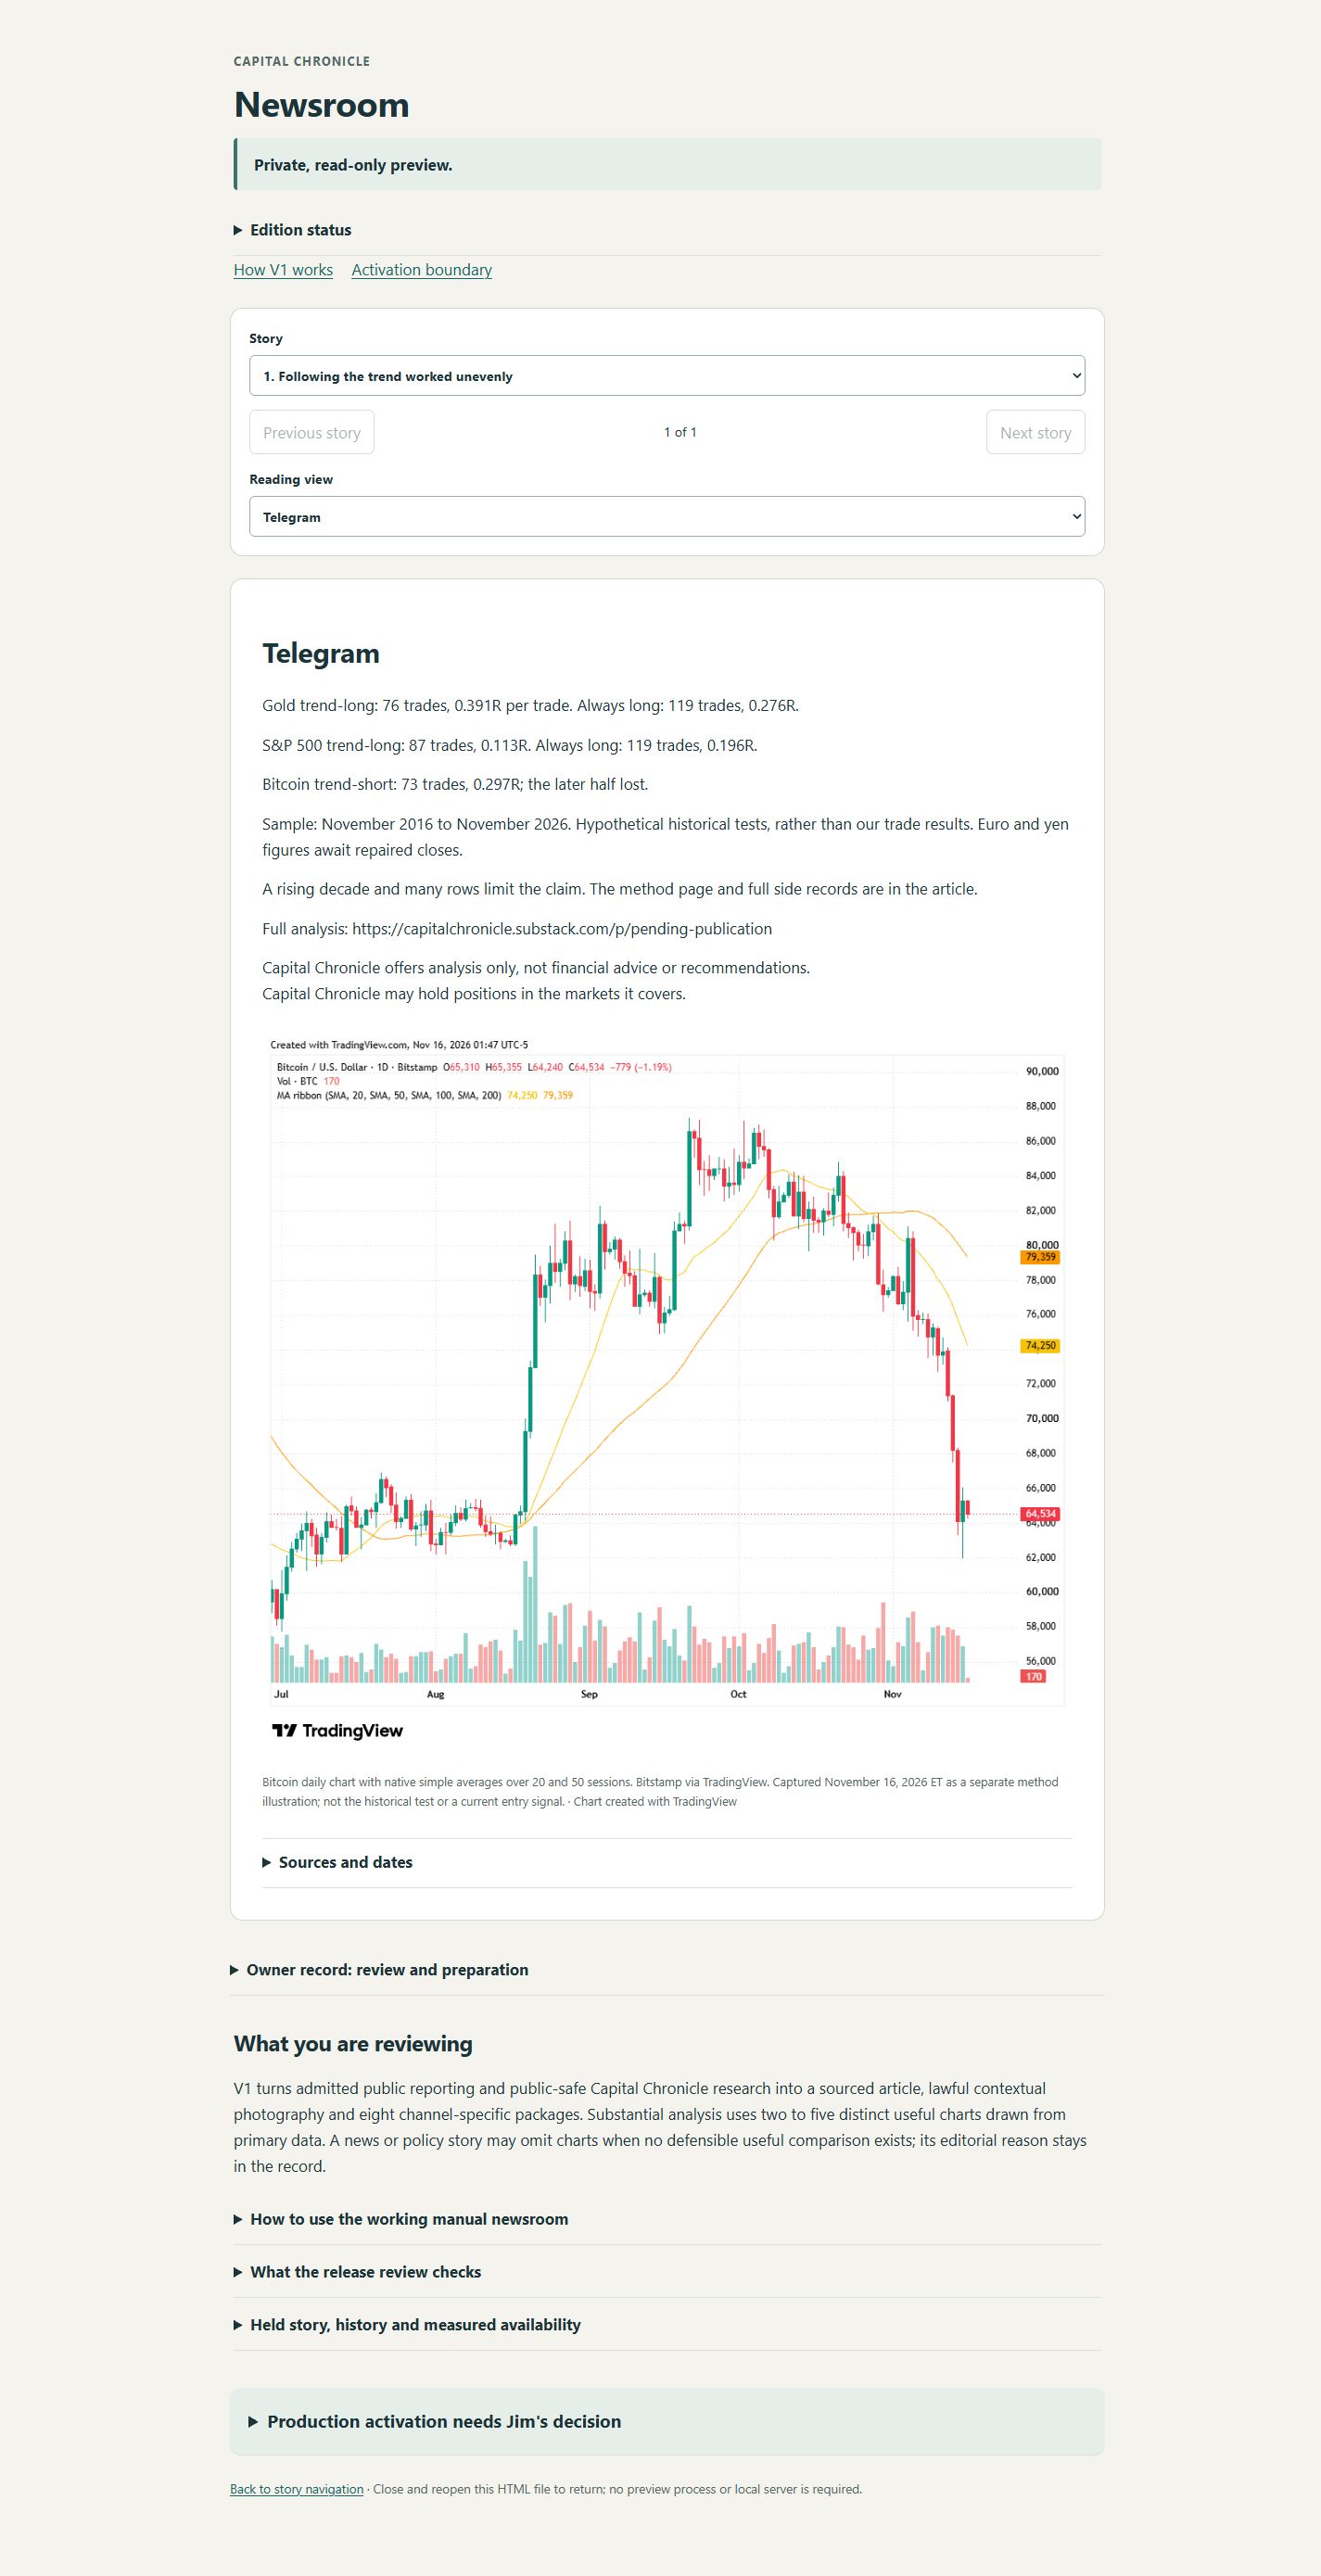 CAPITAL CHRONICLE
Newsroom
Private, read-only preview.
Edition status
How V1 works Activation boundary
Story
1. Following the trend worked unevenly
Previous story 1 of 1 Next story
Reading view
Telegram
Telegram
Gold trend-long: 76 trades, 0.391R per trade. Always long: 119 trades, 0.276R.
S&P 500 trend-long: 87 trades, 0.113R. Always long: 119 trades, 0.196R.
Bitcoin trend-short: 73 trades, 0.297R; the later half lost.
Sample: November 2016 to November 2026. Hypothetical historical tests, rather than our trade results. Euro and yen
figures await repaired closes.
A rising decade and many rows limit the claim. The method page and full side records are in the article.
Full analysis: https://capitalchronicle.substack.com/p/pending-publication
Capital Chronicle offers analysis only, not financial advice or recommendations.
Capital Chronicle may hold positions in the markets it covers.
Created with TradingView.com, Nov 16, 2026 01:47 UTC-5
Bitcoin / U.S. Dollar · 1D · Bitstamp O65,310 H65,355 L64,240 C64,534 −779 (−1.19%)
Vol · BTC 170
MA ribbon (SMA, 20, SMA, 50, SMA, 100, SMA, 200) 74,250 79,359
90,000
88,000
86,000
84,000
82,000
80,000
79,359
78,000
76,000
74,250
72,000
70,000
68,000
66,000
64,534
64,000
62,000
60,000
58,000
56,000
170
Jul Aug Sep Oct Nov
TradingView
Bitcoin daily chart with native simple averages over 20 and 50 sessions. Bitstamp via TradingView. Captured November 16, 2026 ET as a separate method
illustration; not the historical test or a current entry signal. · Chart created with TradingView
Sources and dates
Owner record: review and preparation
What you are reviewing
V1 turns admitted public reporting and public-safe Capital Chronicle research into a sourced article, lawful contextual
photography and eight channel-specific packages. Substantial analysis uses two to five distinct useful charts drawn from
primary data. A news or policy story may omit charts when no defensible useful comparison exists; its editorial reason stays
in the record.
How to use the working manual newsroom
What the release review checks
Held story, history and measured availability
Production activation needs Jim's decision
Back to story navigation · Close and reopen this HTML file to return; no preview process or local server is required.